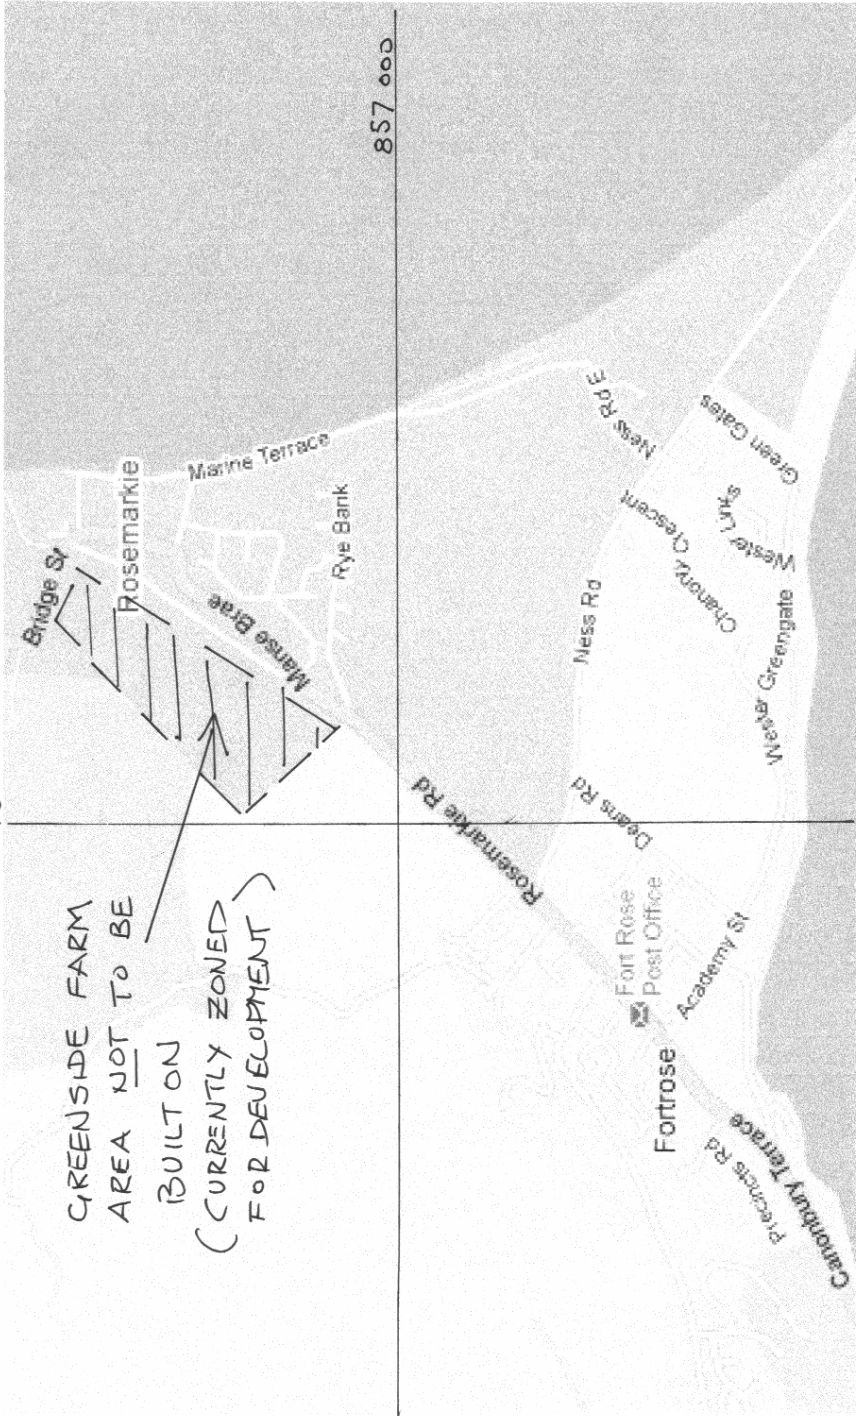 857 000
GREENSIDE FARM
AREA NOT TO BE
BUILT ON
(CURRENTLY ZONED
FOR DEVELOPMENT)
Bridge St
Rosemarkie
Marine Terrace
Manse Brae
Rye Bank
Ness Rd E
Ness Rd
Green Gates
Chanonry Crescent
Wester Links
Wester Greengate
Rosemarkie Rd
Deans Rd
Fort Rose
Post Office
Academy St
Fortrose
Precincts Rd
Canonbury Terrace